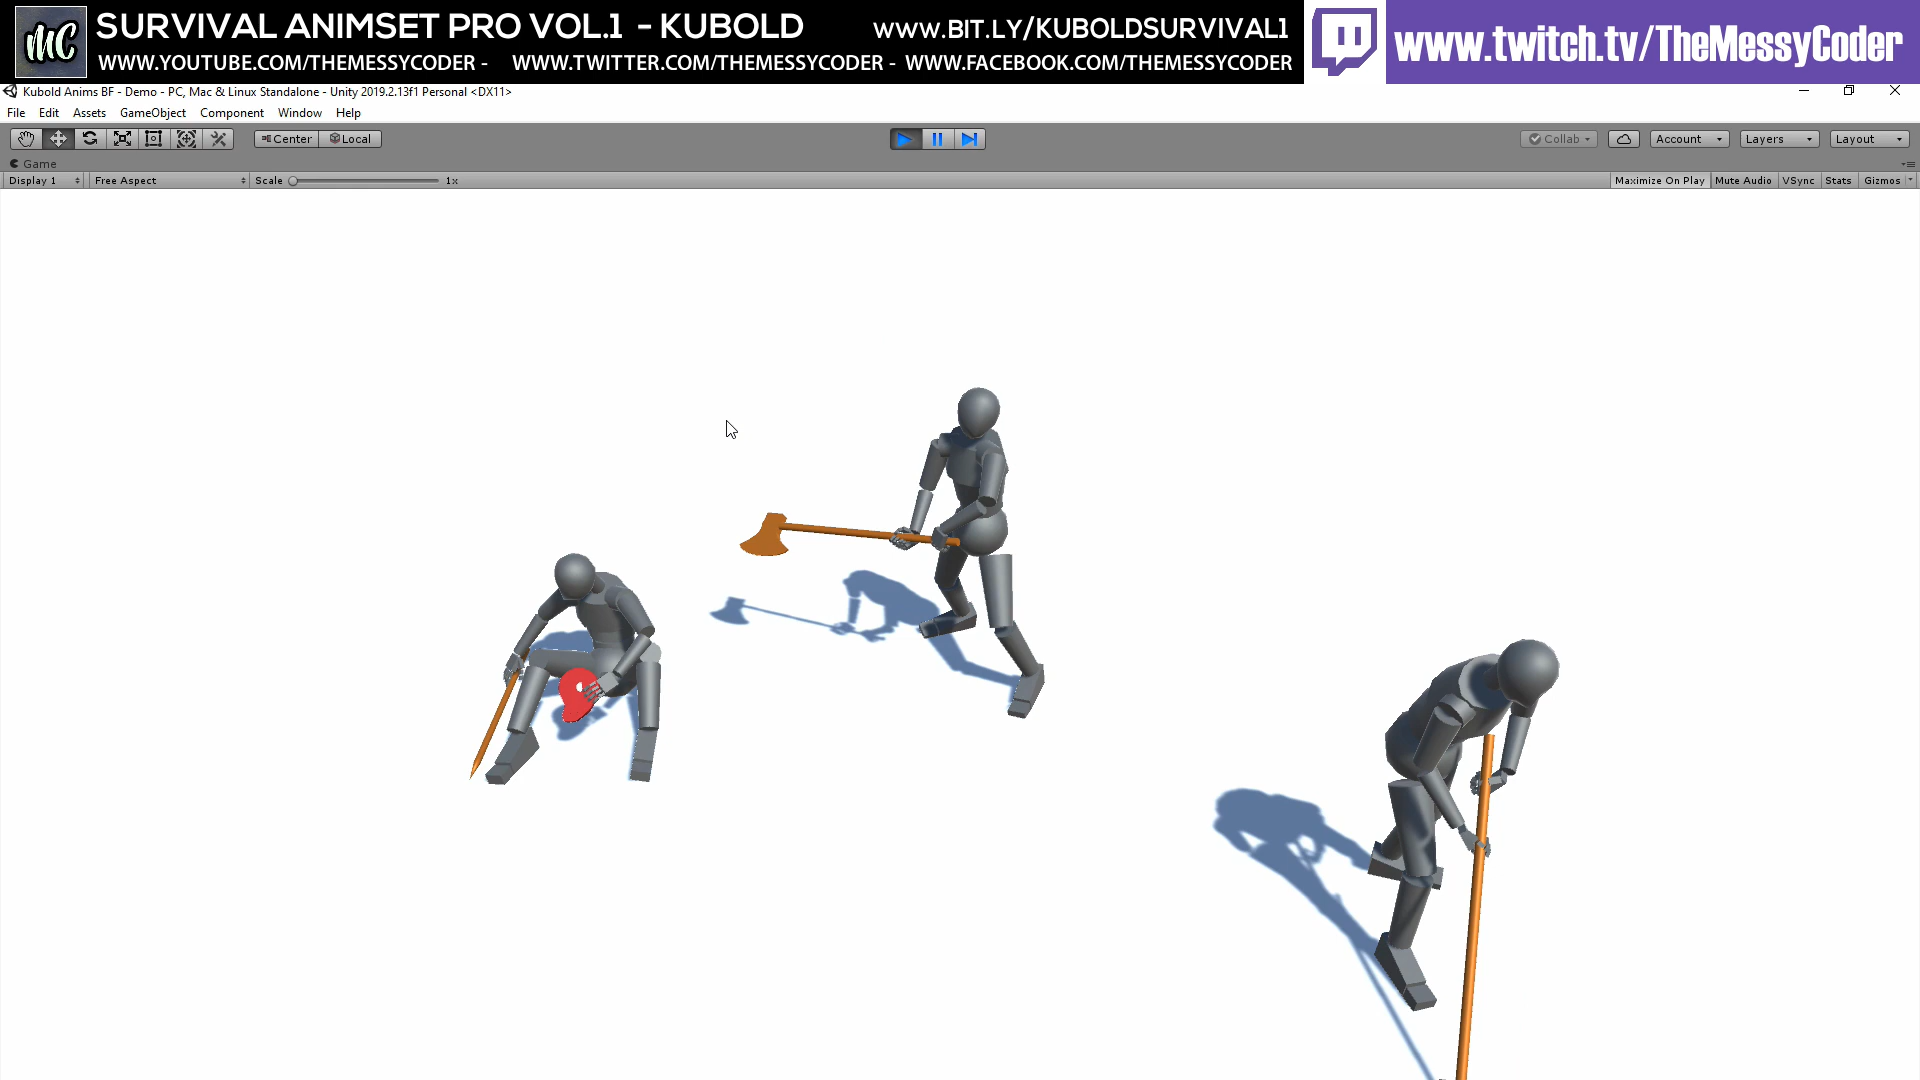 MC
SURVIVAL ANIMSET PRO VOL.1 - KUBOLD
WWW.BIT.LY/KUBOLDSURVIVAL1
WWW.YOUTUBE.COM/THEMESSYCODER - WWW.TWITTER.COM/THEMESSYCODER - WWW.FACEBOOK.COM/THEMESSYCODER
www.twitch.tv/TheMessyCoder
Kubold Anims BF - Demo - PC, Mac & Linux Standalone - Unity 2019.2.13f1 Personal <DX11>
File Edit Assets GameObject Component Window Help
Center Local Collab Account Layers Layout
Game
Display 1 Free Aspect Scale 1x Maximize On Play Mute Audio VSync Stats Gizmos